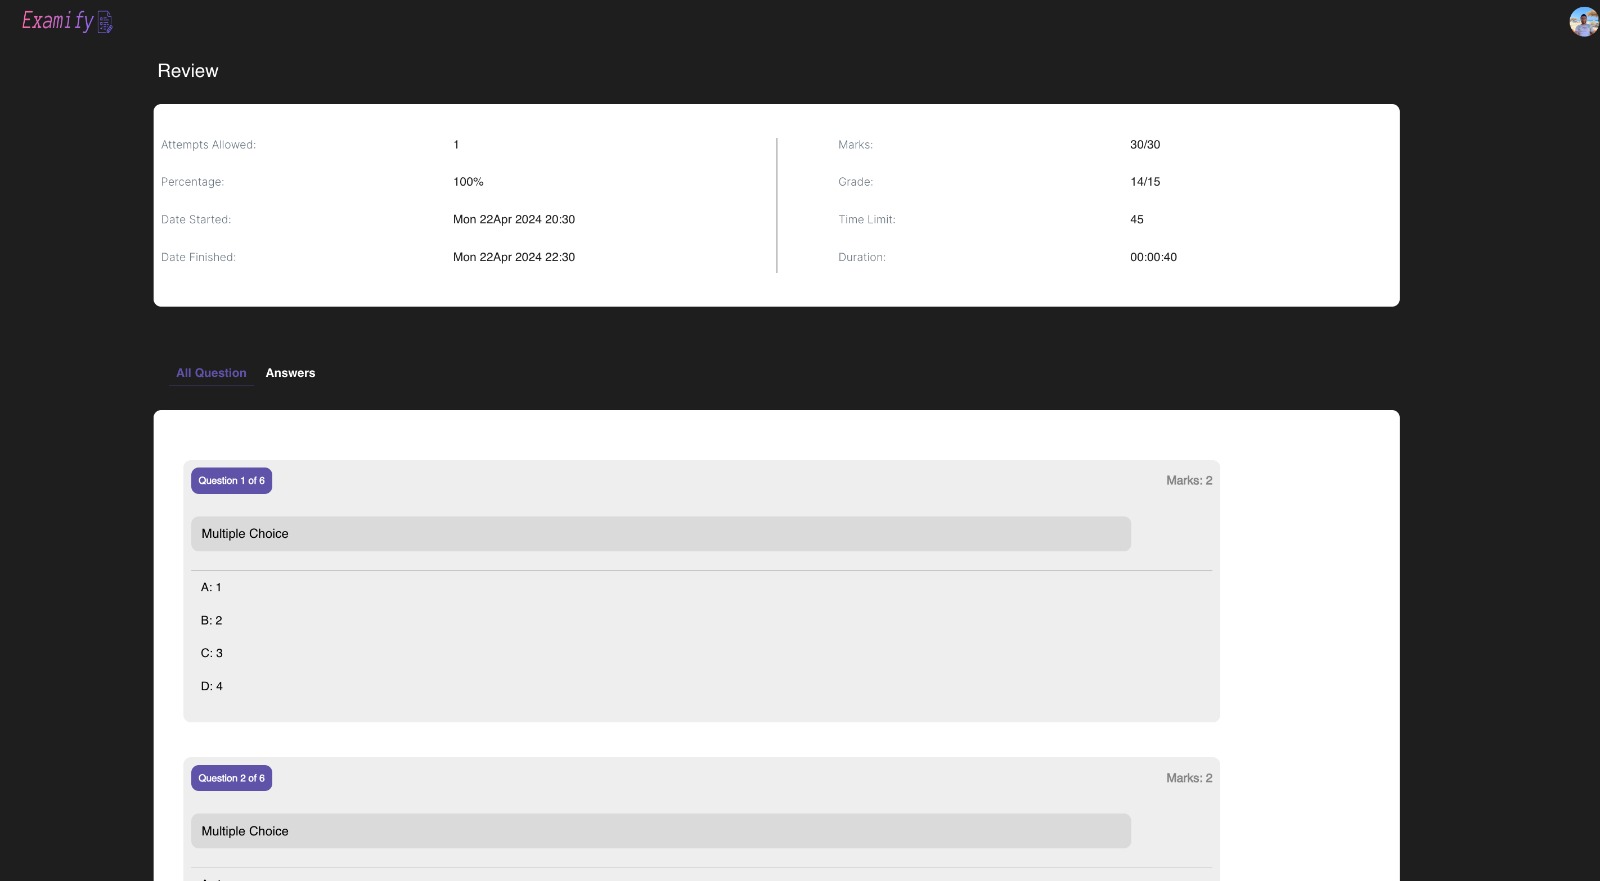 Examify
Review
Attempts Allowed: 1
Percentage: 100%
Date Started: Mon 22Apr 2024 20:30
Date Finished: Mon 22Apr 2024 22:30
Marks: 30/30
Grade: 14/15
Time Limit: 45
Duration: 00:00:40
All Question Answers
Question 1 of 6 Marks: 2
Multiple Choice
A: 1
B: 2
C: 3
D: 4
Question 2 of 6 Marks: 2
Multiple Choice